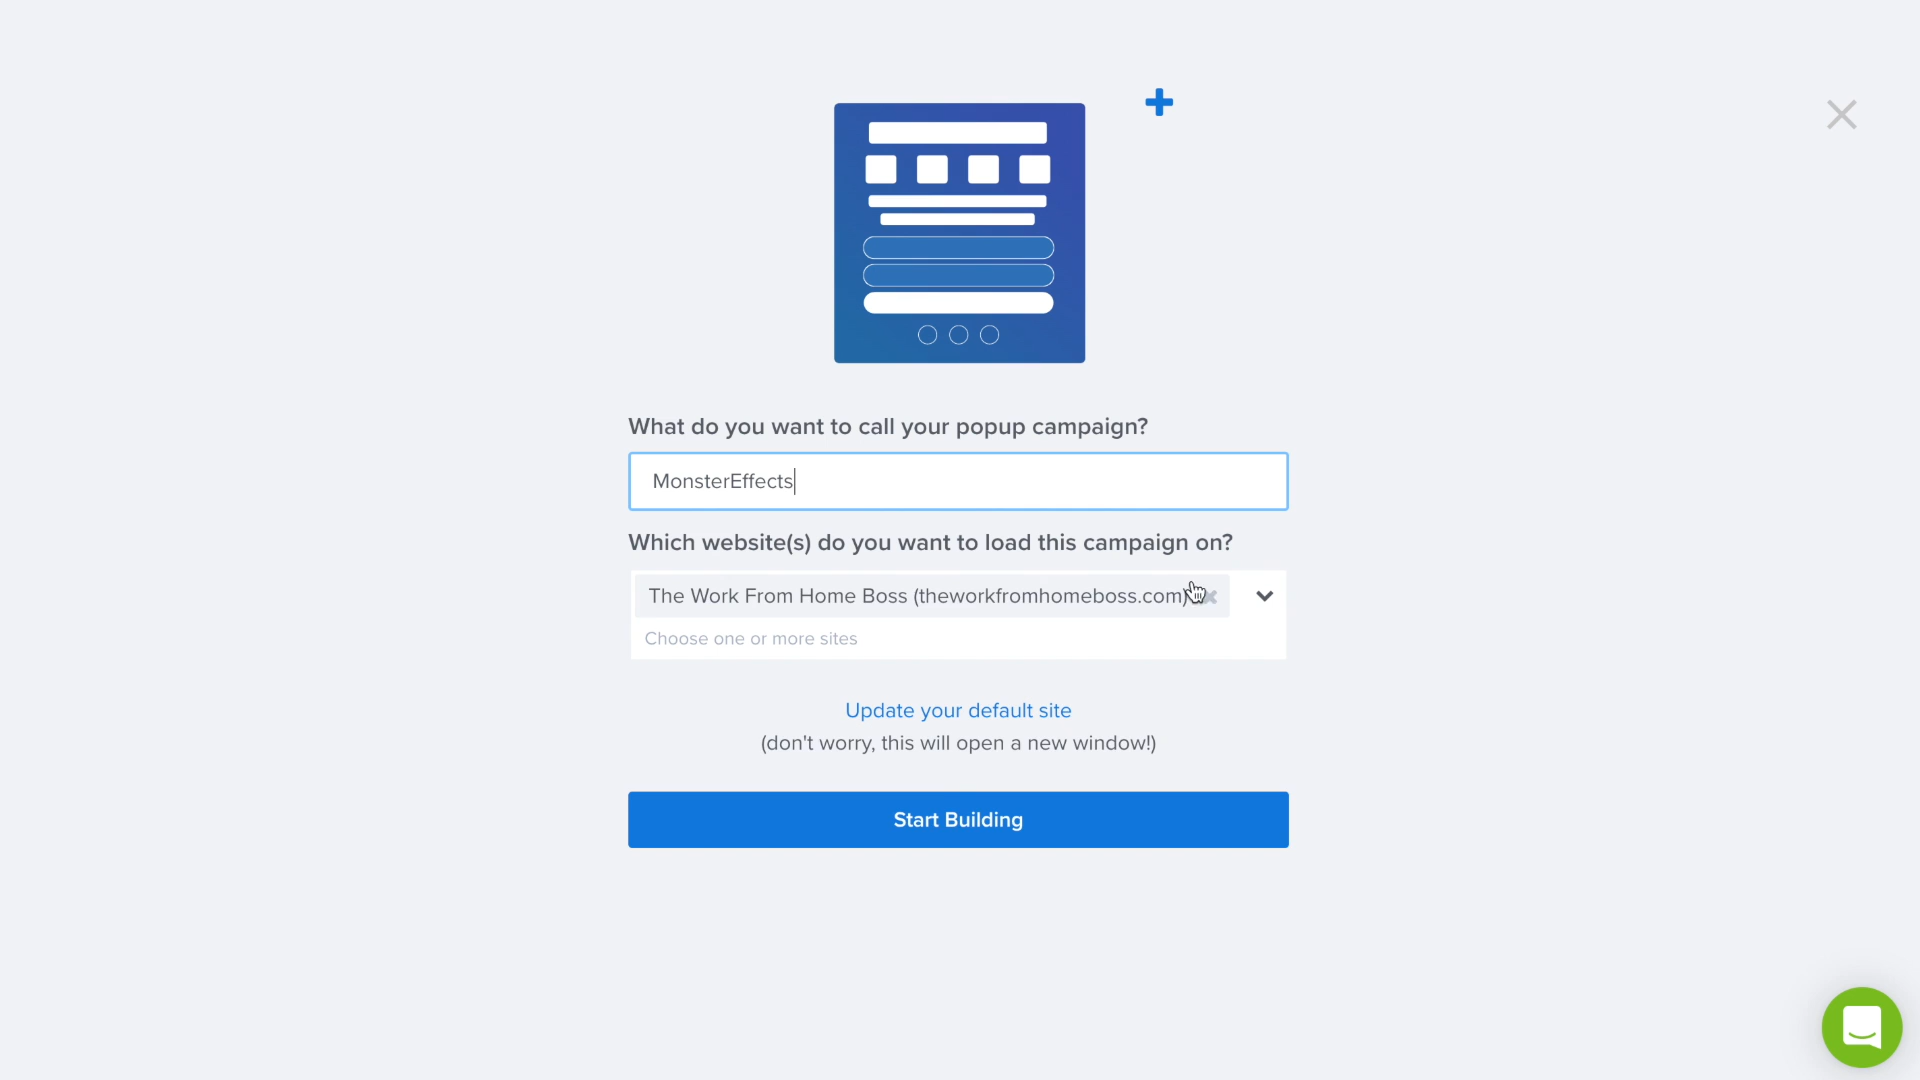 What do you want to call your popup campaign?
MonsterEffects
Which website(s) do you want to load this campaign on?
The Work From Home Boss (theworkfromhomeboss.com)
Choose one or more sites
Update your default site
(don't worry, this will open a new window!)
Start Building